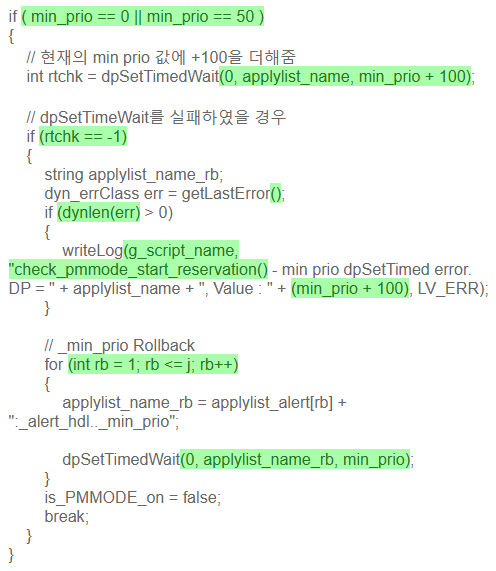 if ( min_prio == 0 || min_prio == 50 )
{
// 현재의 min prio 값에 +100을 더해줌
int rtchk = dpSetTimedWait(0, applylist_name, min_prio + 100);
// dpSetTimeWait를 실패하였을 경우
if (rtchk == -1)
{
string applylist_name_rb;
dyn_errClass err = getLastError();
if (dynlen(err) > 0)
{
writeLog(g_script_name,
"check_pmmode_start_reservation() - min prio dpSetTimed error.
DP = " + applylist_name + ", Value : " + (min_prio + 100), LV_ERR);
}
// _min_prio Rollback
for (int rb = 1; rb <= j; rb++)
{
applylist_name_rb = applylist_alert[rb] +
":_alert_hdl.._min_prio";
dpSetTimedWait(0, applylist_name_rb, min_prio);
}
is_PMMODE_on = false;
break;
}
}